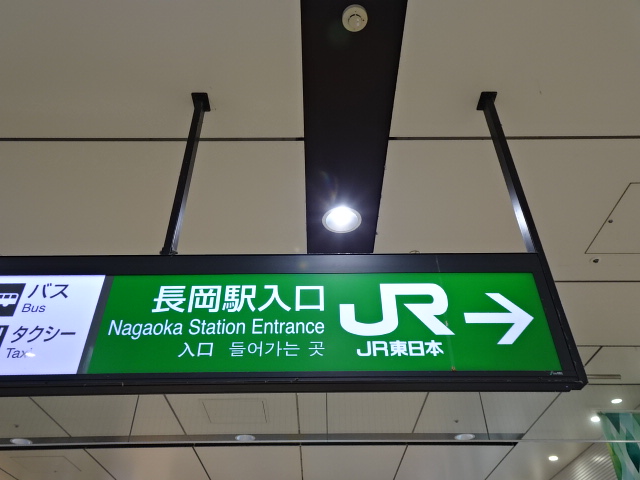 バス
Bus
タクシー
Taxi
長岡駅入口
Nagaoka Station Entrance
入口 들어가는 곳
JR
JR東日本